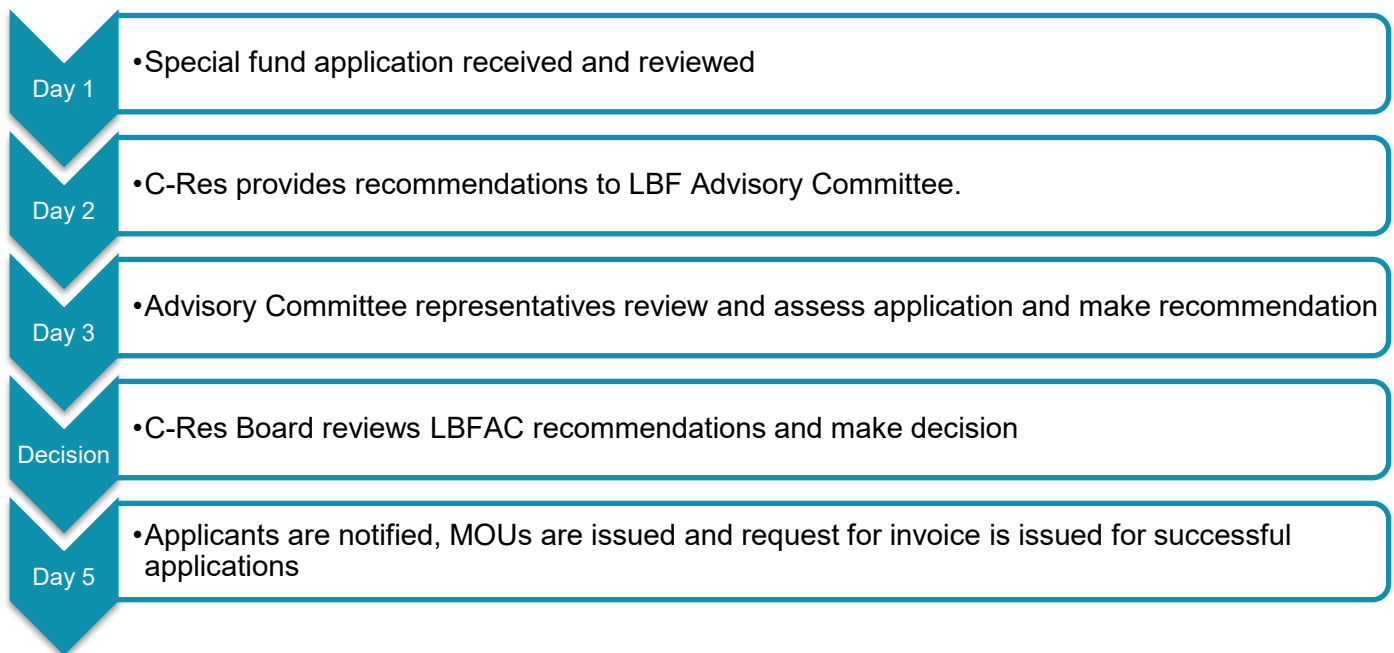 Day 1
•Special fund application received and reviewed
Day 2
•C-Res provides recommendations to LBF Advisory Committee.
Day 3
•Advisory Committee representatives review and assess application and make recommendation
Decision
•C-Res Board reviews LBFAC recommendations and make decision
Day 5
•Applicants are notified, MOUs are issued and request for invoice is issued for successful
applications